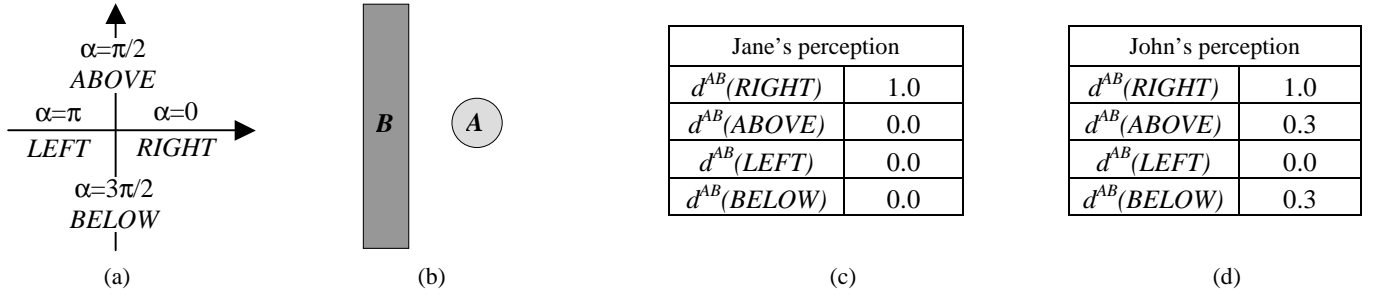 α=π/2
ABOVE
α=π
α=0
LEFT
RIGHT
α=3π/2
BELOW
(a)
B
A
(b)
Jane's perception
d^AB(RIGHT) 1.0
d^AB(ABOVE) 0.0
d^AB(LEFT) 0.0
d^AB(BELOW) 0.0
(c)
John's perception
d^AB(RIGHT) 1.0
d^AB(ABOVE) 0.3
d^AB(LEFT) 0.0
d^AB(BELOW) 0.3
(d)